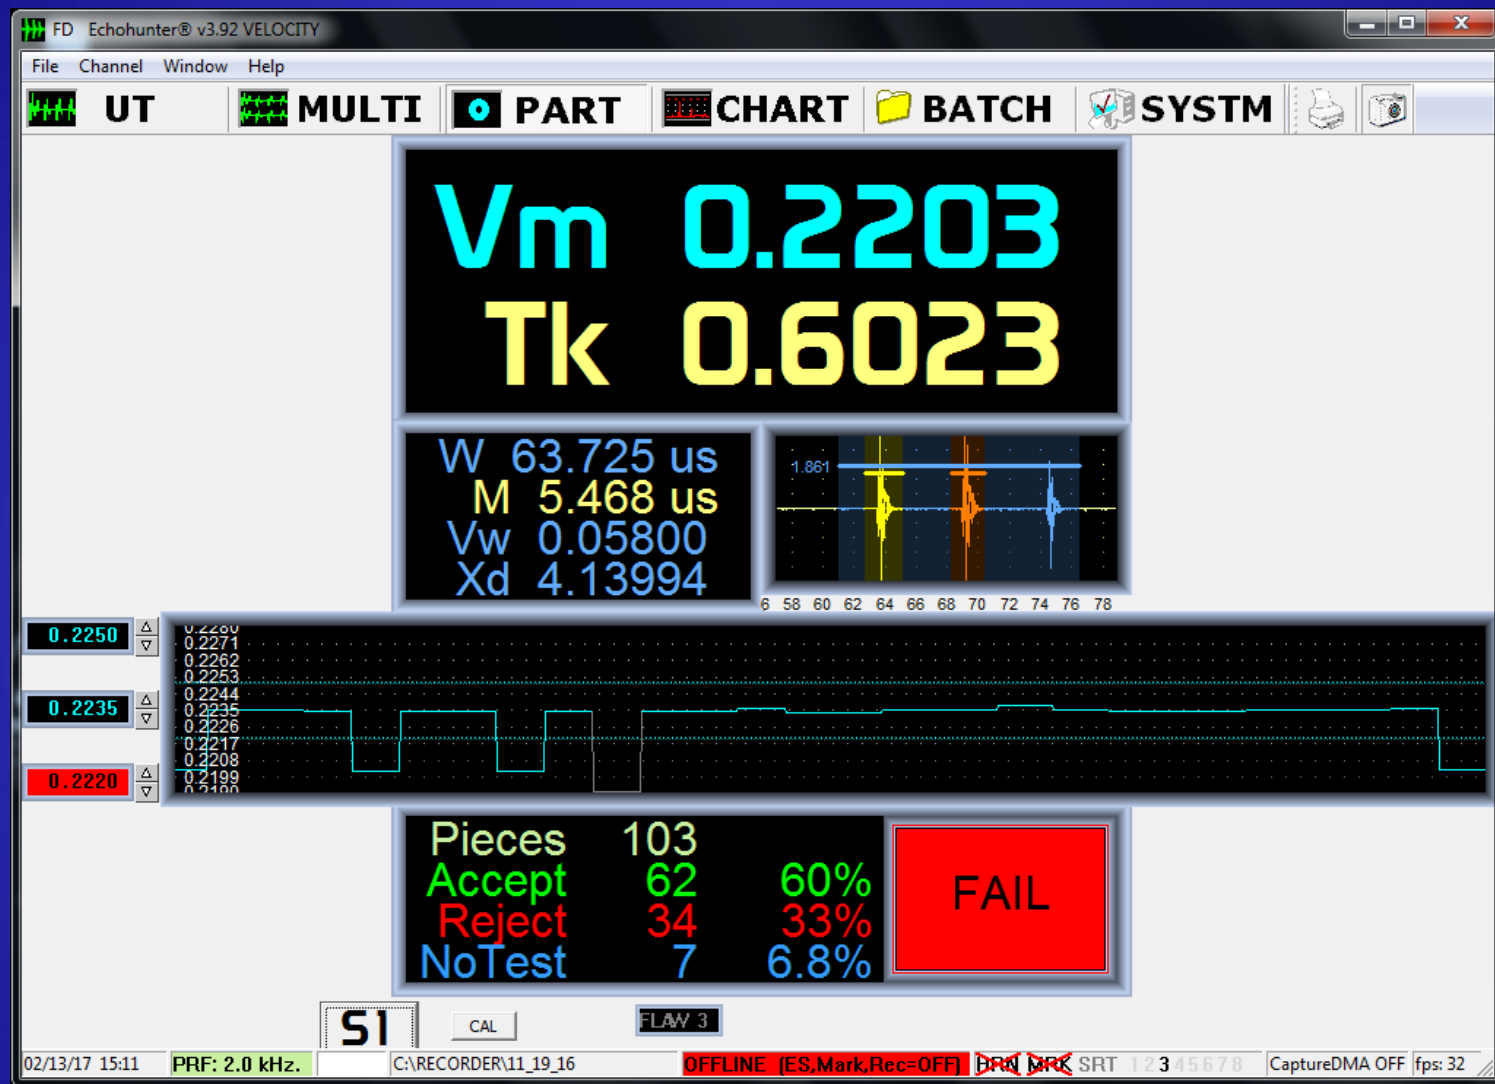 FD Echohunter® v3.92 VELOCITY
File Channel Window Help
UT MULTI PART CHART BATCH SYSTM
Vm 0.2203
Tk 0.6023
W 63.725 us
M 5.468 us
Vw 0.05800
Xd 4.13994
1.861
6 58 60 62 64 66 68 70 72 74 76 78
0.2250
0.2235
0.2220
0.2280
0.2271
0.2262
0.2253
0.2244
0.2235
0.2226
0.2217
0.2208
0.2199
0.2190
Pieces 103
Accept 62 60%
Reject 34 33%
NoTest 7 6.8%
FAIL
S1 CAL FLAW 3
02/13/17 15:11 PRF: 2.0 kHz. C:\RECORDER\11_19_16 OFFLINE (ES,Mark,Rec=OFF) HRN MRK SRT 1 2 3 4 5 6 7 8 CaptureDMA OFF fps: 32